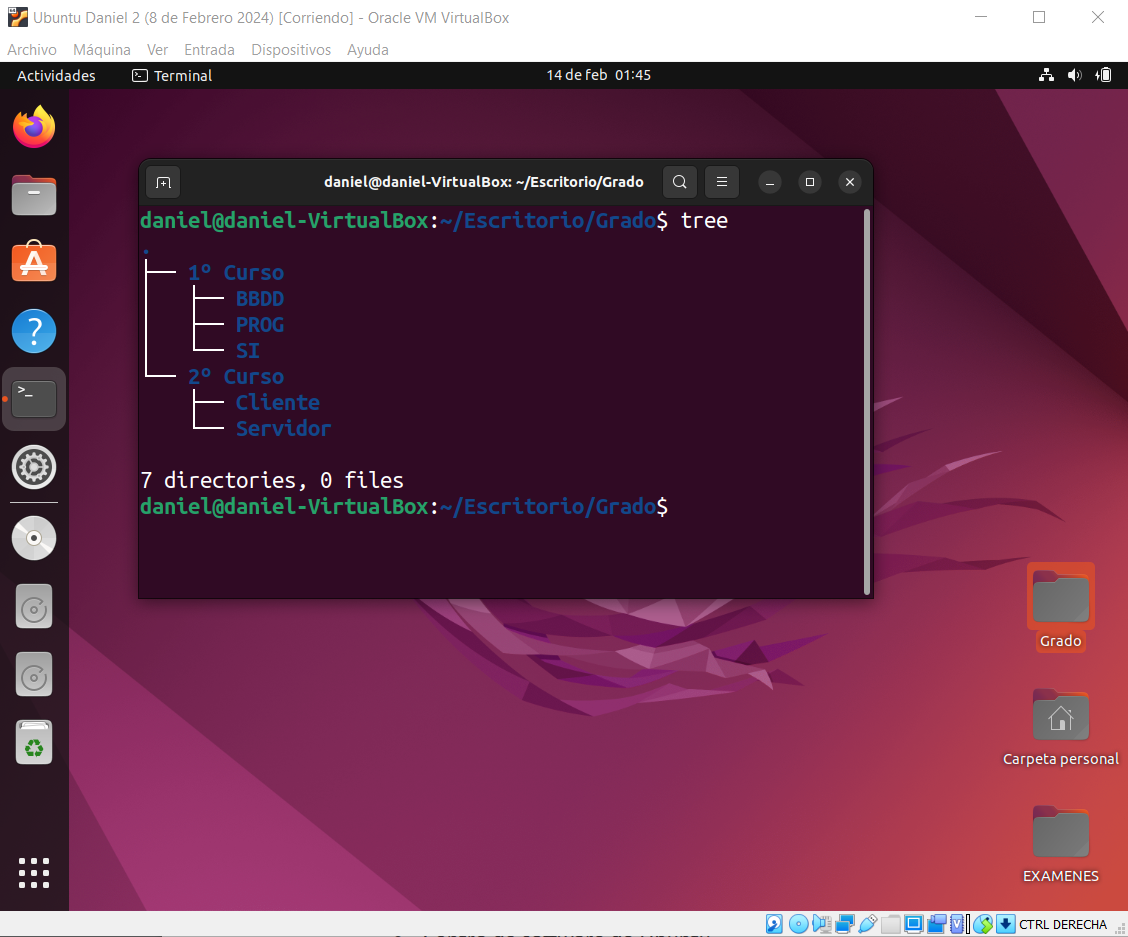 Ubuntu Daniel 2 (8 de Febrero 2024) [Corriendo] - Oracle VM VirtualBox
Archivo Máquina Ver Entrada Dispositivos Ayuda
Actividades Terminal 14 de feb 01:45
daniel@daniel-VirtualBox: ~/Escritorio/Grado
daniel@daniel-VirtualBox:~/Escritorio/Grado$ tree
.
├── 1º Curso
│   ├── BBDD
│   ├── PROG
│   └── SI
└── 2º Curso
    ├── Cliente
    └── Servidor
7 directories, 0 files
daniel@daniel-VirtualBox:~/Escritorio/Grado$
Grado
Carpeta personal
EXAMENES
CTRL DERECHA